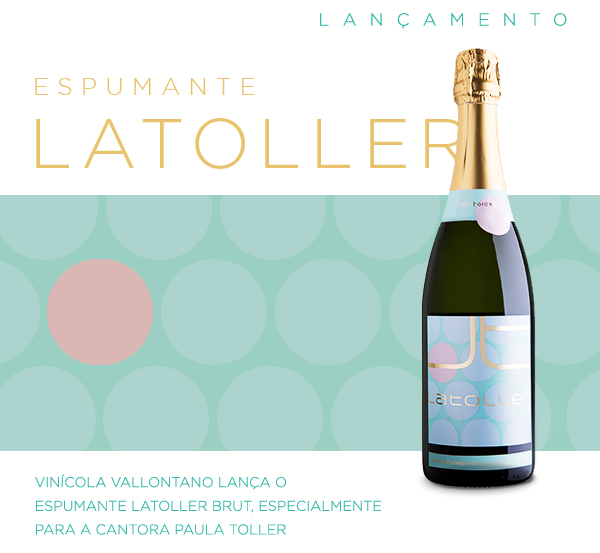 LANÇAMENTO
ESPUMANTE
LATOLLER
Latoller
VINÍCOLA VALLONTANO LANÇA O
ESPUMANTE LATOLLER BRUT, ESPECIALMENTE
PARA A CANTORA PAULA TOLLER